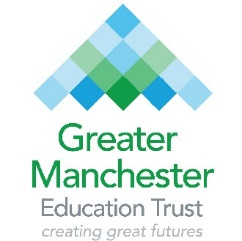 Greater
Manchester
Education Trust
creating great futures